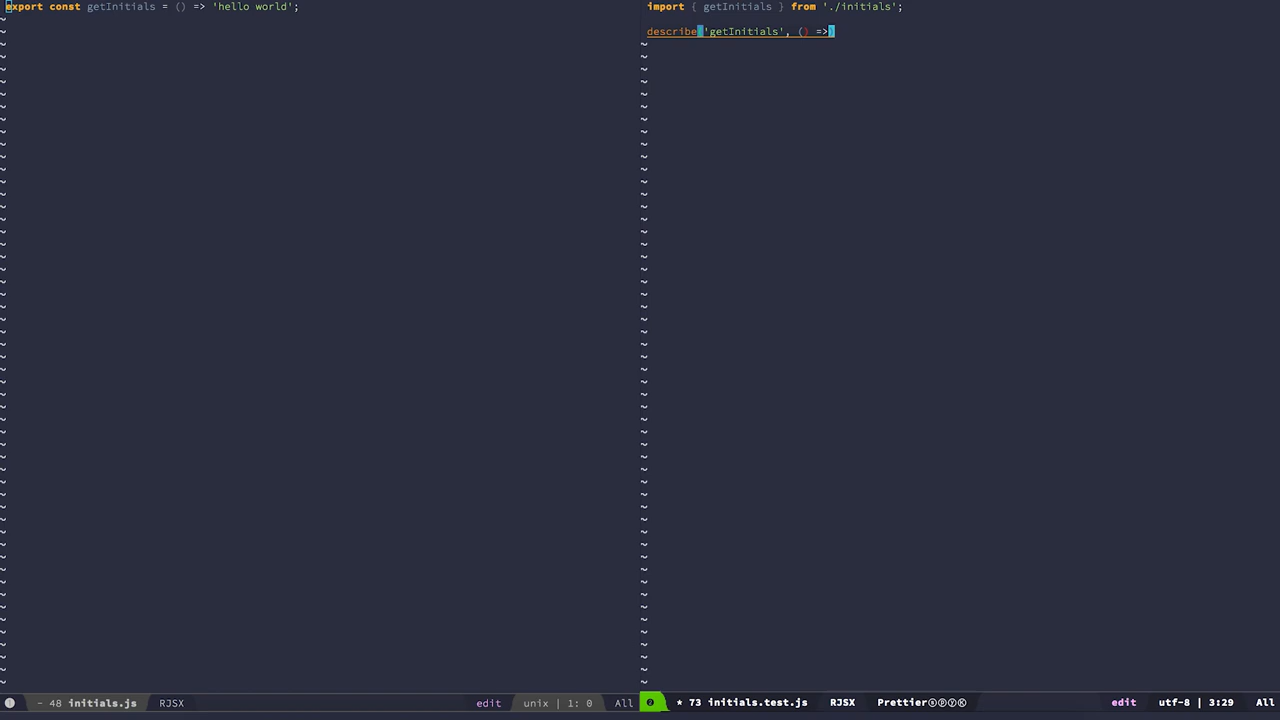 export const getInitials = () => 'hello world';
import { getInitials } from './initials';
describe('getInitials', () =>)
- 48 initials.js RJSX edit unix | 1: 0 All
* 73 initials.test.js RJSX Prettier edit utf-8 | 3:29 All